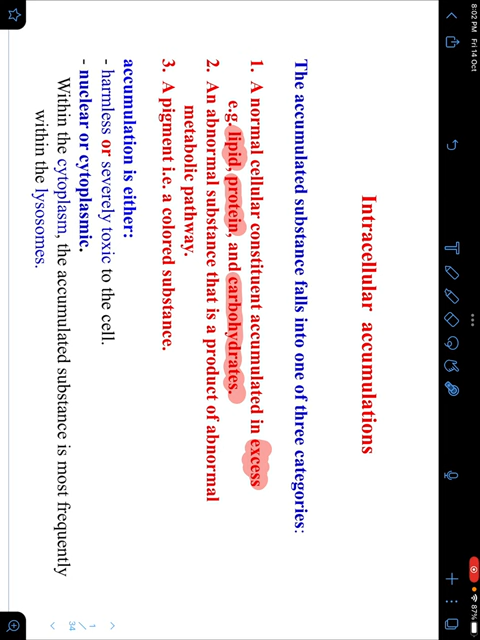 8:02 PM Fri 14 Oct
87%
Intracellular accumulations
The accumulated substance falls into one of three categories:
1. A normal cellular constituent accumulated in excess
e.g. lipid, protein, and carbohydrates.
2. An abnormal substance that is a product of abnormal
metabolic pathway.
3. A pigment i.e. a colored substance.
accumulation is either:
- harmless or severely toxic to the cell.
- nuclear or cytoplasmic.
Within the cytoplasm, the accumulated substance is most frequently
within the lysosomes.
1 / 34